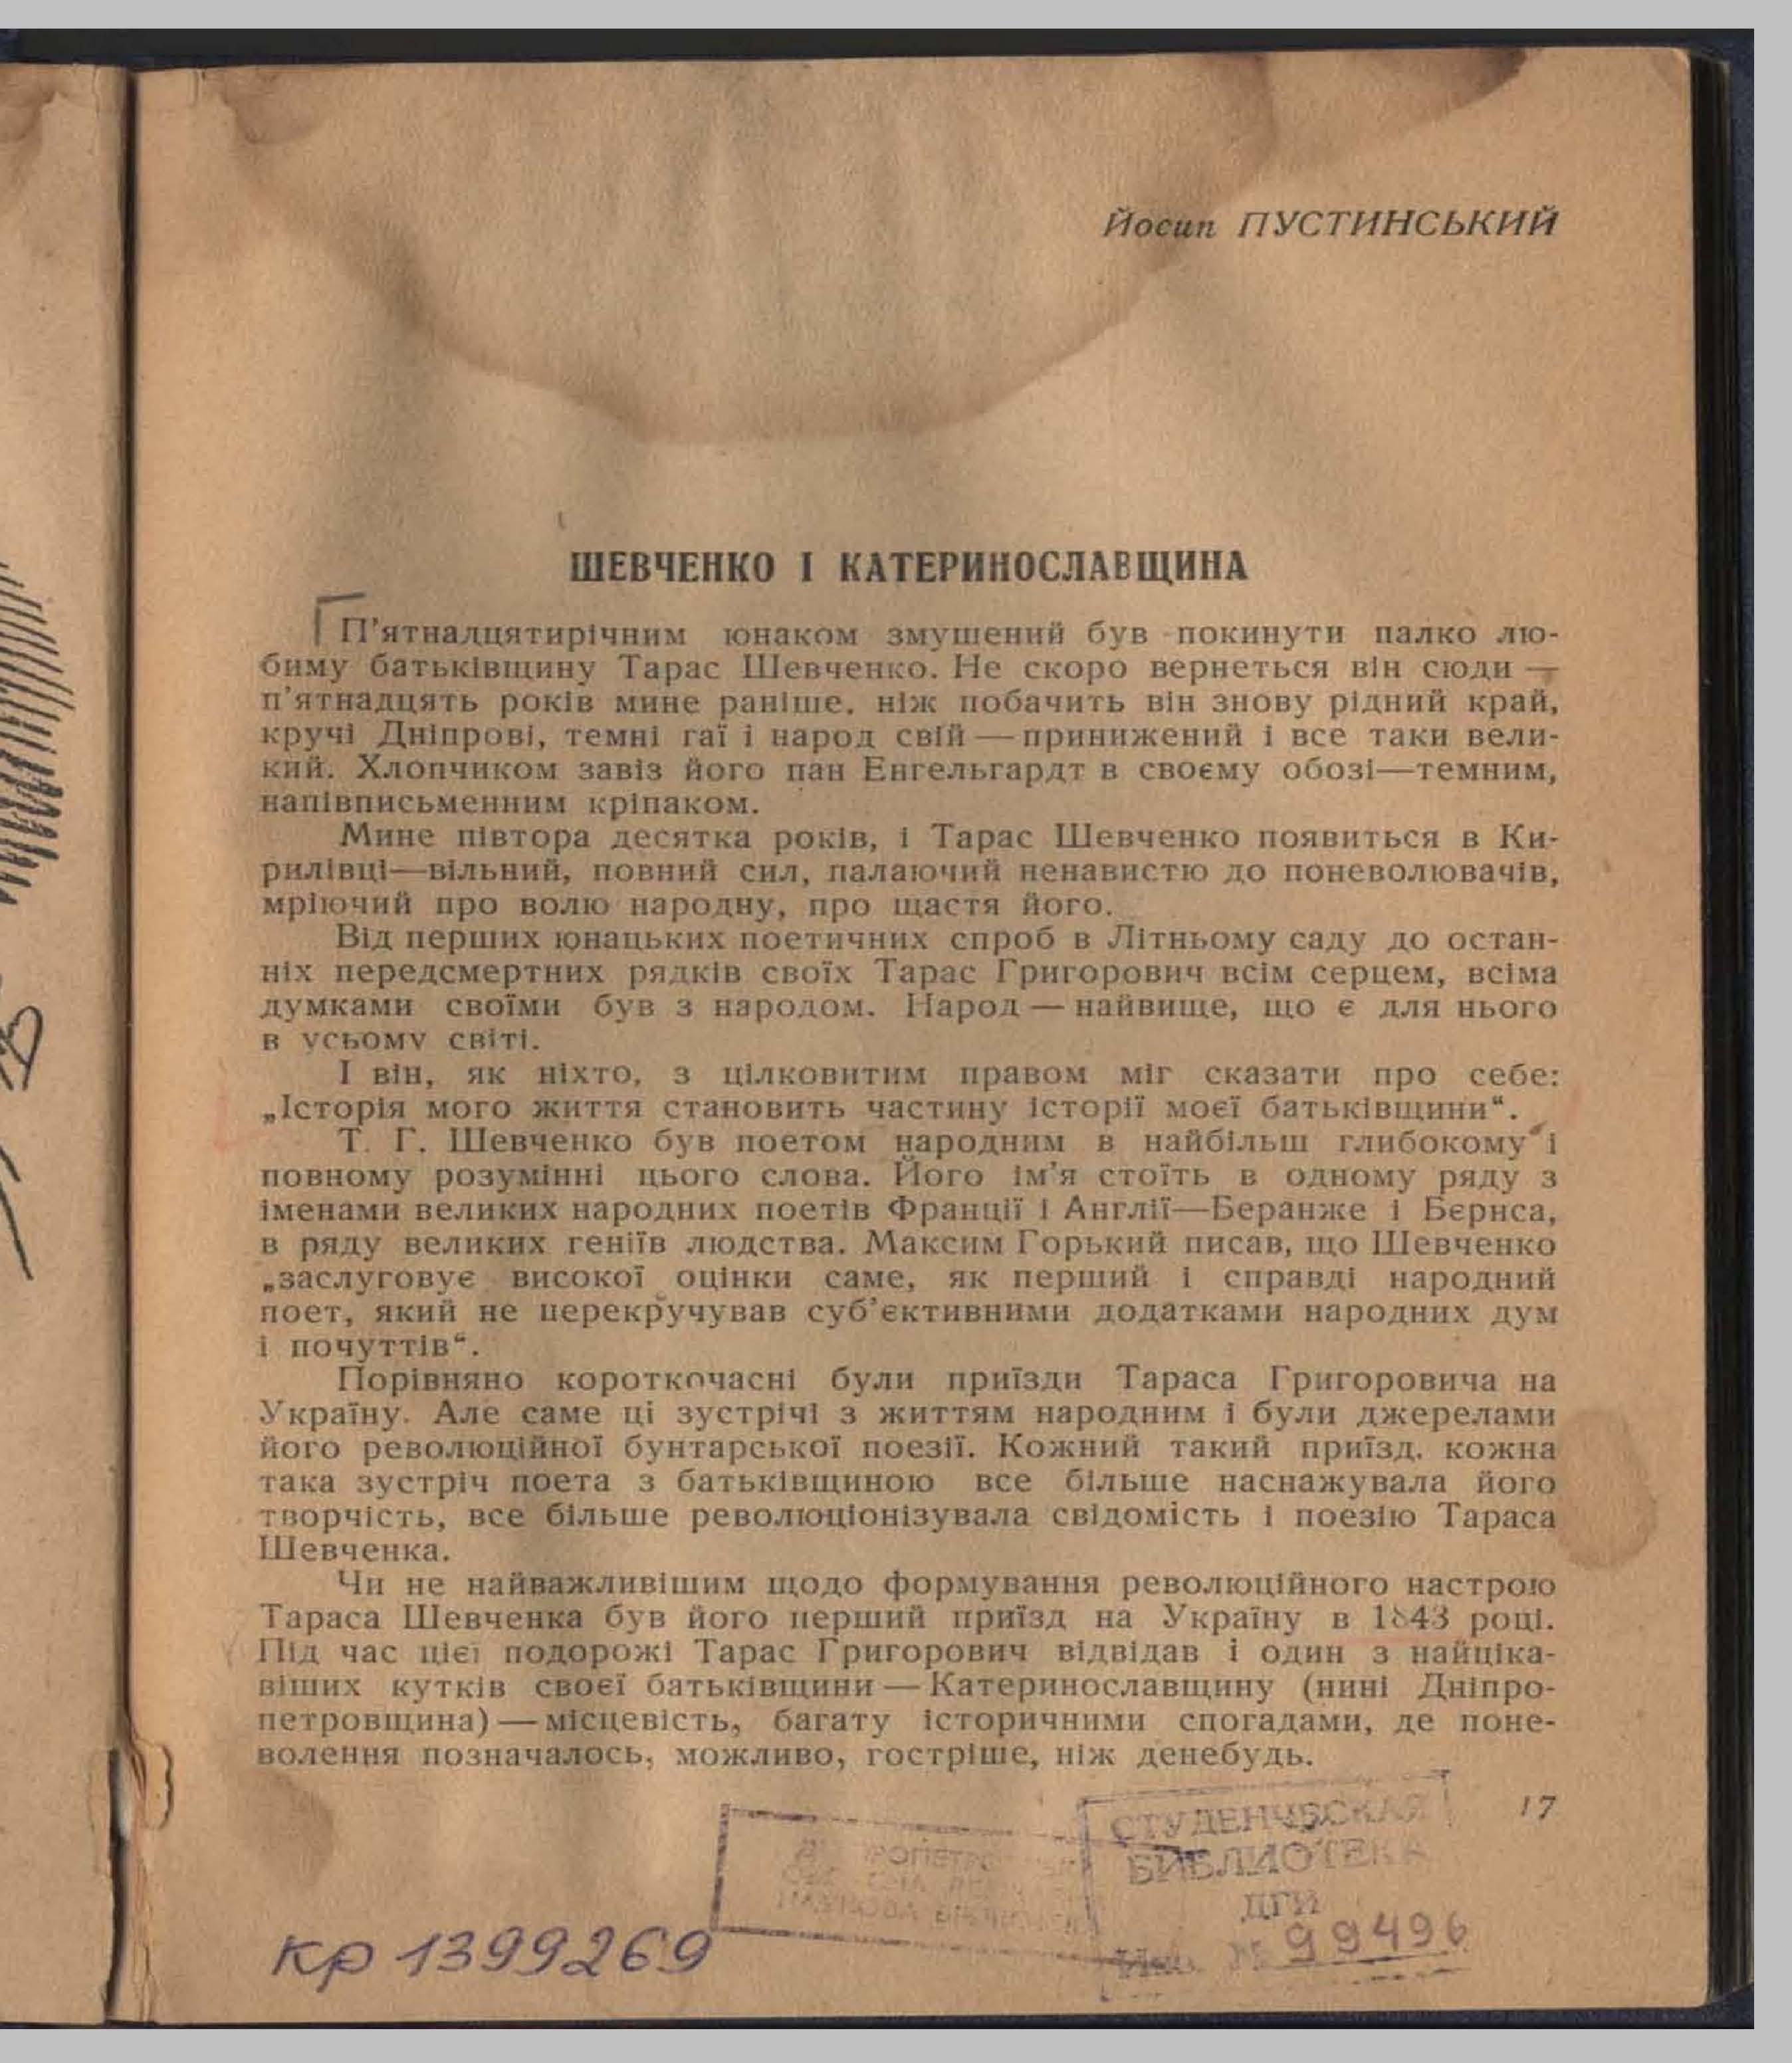 Йосип ПУСТИНСЬКИЙ
ШЕВЧЕНКО І КАТЕРИНОСЛАВЩИНА
П'ятнадцятирічним юнаком змушений був покинути палко лю-
биму батьківщину Тарас Шевченко. Не скоро вернеться він сюди —
п'ятнадцять років мине раніше, ніж побачить він знову рідний край,
кручі Дніпрові, темні гаї і народ свій — принижений і все таки вели-
кий. Хлопчиком завіз його пан Енгельгардт в своєму обозі—темним,
напівписьменним кріпаком.
Мине півтора десятка років, і Тарас Шевченко появиться в Ки-
рилівці—вільний, повний сил, палаючий ненавистю до поневолювачів,
мріючий про волю народну, про щастя його.
Від перших юнацьких поетичних спроб в Літньому саду до остан-
ніх передсмертних рядків своїх Тарас Григорович всім серцем, всіма
думками своїми був з народом. Народ — найвище, що є для нього
в усьому світі.
І він, як ніхто, з цілковитим правом міг сказати про себе:
„Історія мого життя становить частину історії моєї батьківщини“.
Т. Г. Шевченко був поетом народним в найбільш глибокому і
повному розумінні цього слова. Його ім'я стоїть в одному ряду з
іменами великих народних поетів Франції і Англії—Беранже і Бернса,
в ряду великих геніїв людства. Максим Горький писав, що Шевченко
„заслуговує високої оцінки саме, як перший і справді народний
поет, який не перекручував суб'єктивними додатками народних дум
і почуттів“.
Порівняно короткочасні були приїзди Тараса Григоровича на
Україну. Але саме ці зустрічі з життям народним і були джерелами
його революційної бунтарської поезії. Кожний такий приїзд, кожна
така зустріч поета з батьківщиною все більше наснажувала його
творчість, все більше революціонізувала свідомість і поезію Тараса
Шевченка.
Чи не найважливішим щодо формування революційного настрою
Тараса Шевченка був його перший приїзд на Україну в 1843 році.
Під час цієї подорожі Тарас Григорович відвідав і один з найціка-
віших кутків своєї батьківщини — Катеринославщину (нині Дніпро-
петровщина) — місцевість, багату історичними спогадами, де поне-
волення позначалось, можливо, гостріше, ніж денебудь.
17
СТУДЕНЧЕСКАЯ
БИБЛИОТЕКА
ДГИ
Инв. № 99496
кр 1399269